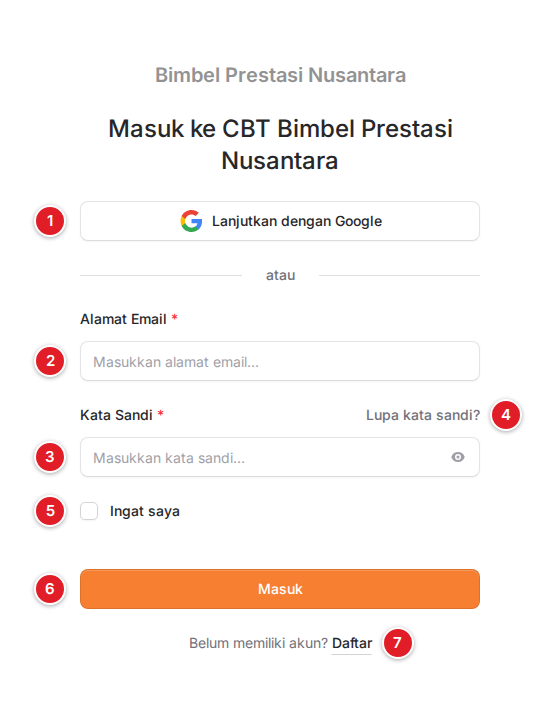 Bimbel Prestasi Nusantara
Masuk ke CBT Bimbel Prestasi
Nusantara
1 Lanjutkan dengan Google
atau
Alamat Email *
2 Masukkan alamat email...
Kata Sandi * Lupa kata sandi? 4
3 Masukkan kata sandi...
5 Ingat saya
6 Masuk
Belum memiliki akun? Daftar 7